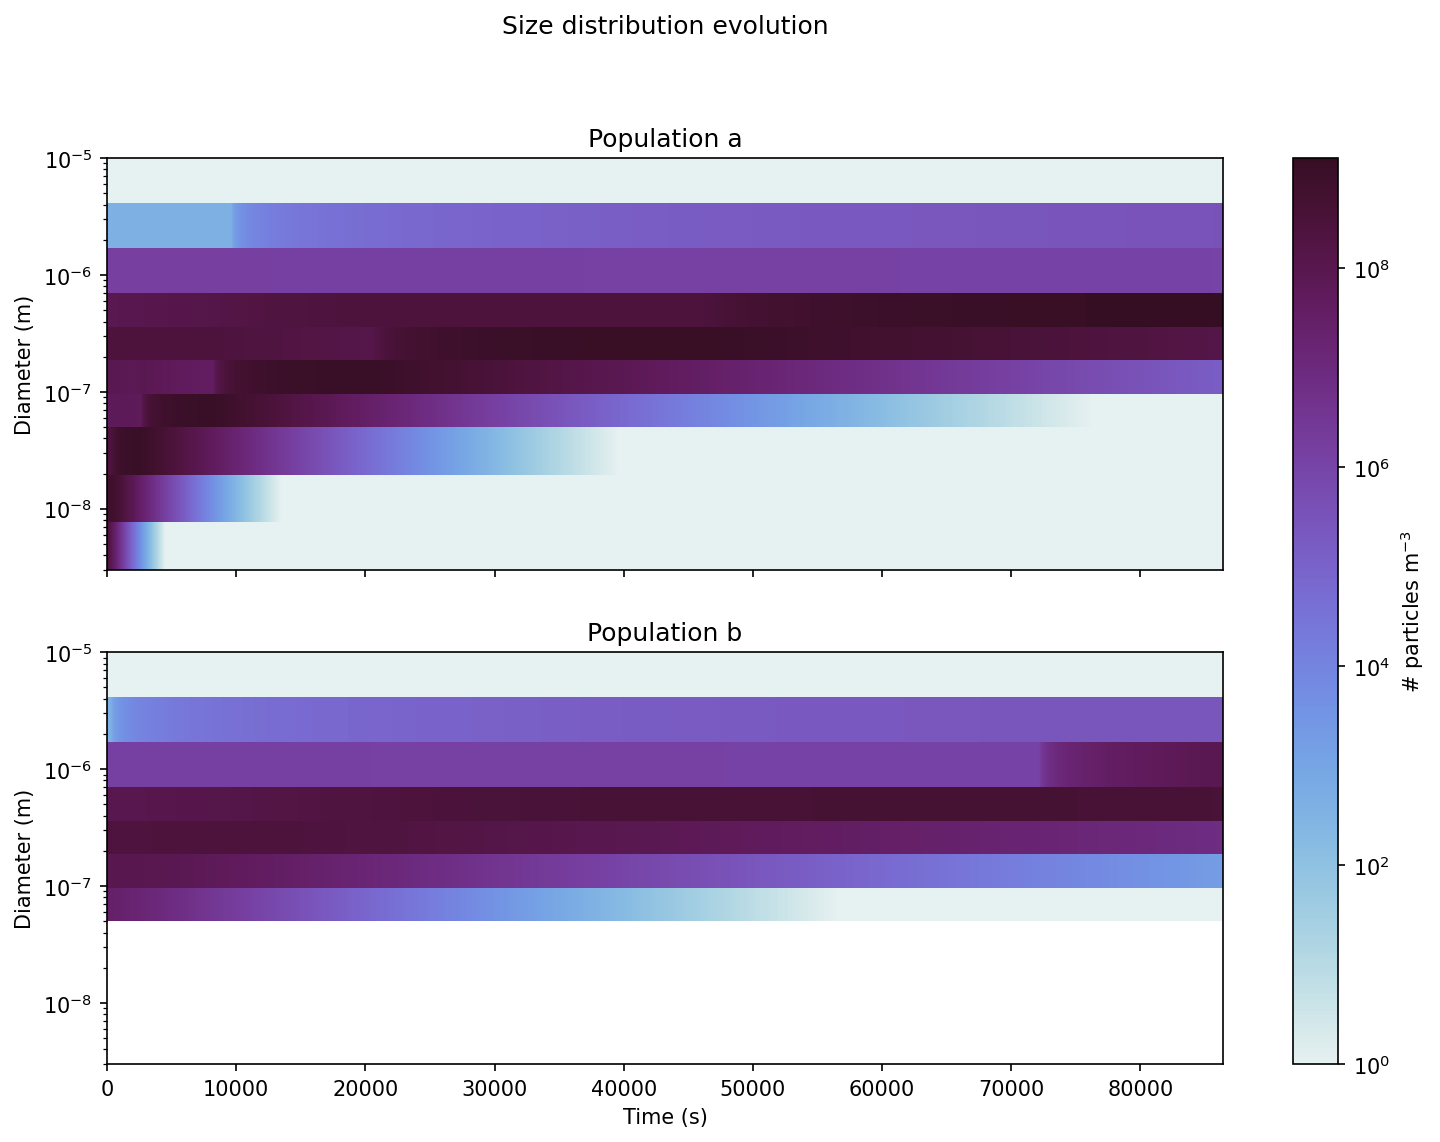 Size distribution evolution
Population a
10⁻⁵
10⁻⁶
10⁻⁷
10⁻⁸
Diameter (m)
Population b
10⁻⁵
10⁻⁶
10⁻⁷
10⁻⁸
Diameter (m)
0 10000 20000 30000 40000 50000 60000 70000 80000
Time (s)
10⁸
10⁶
10⁴
10²
10⁰
# particles m⁻³